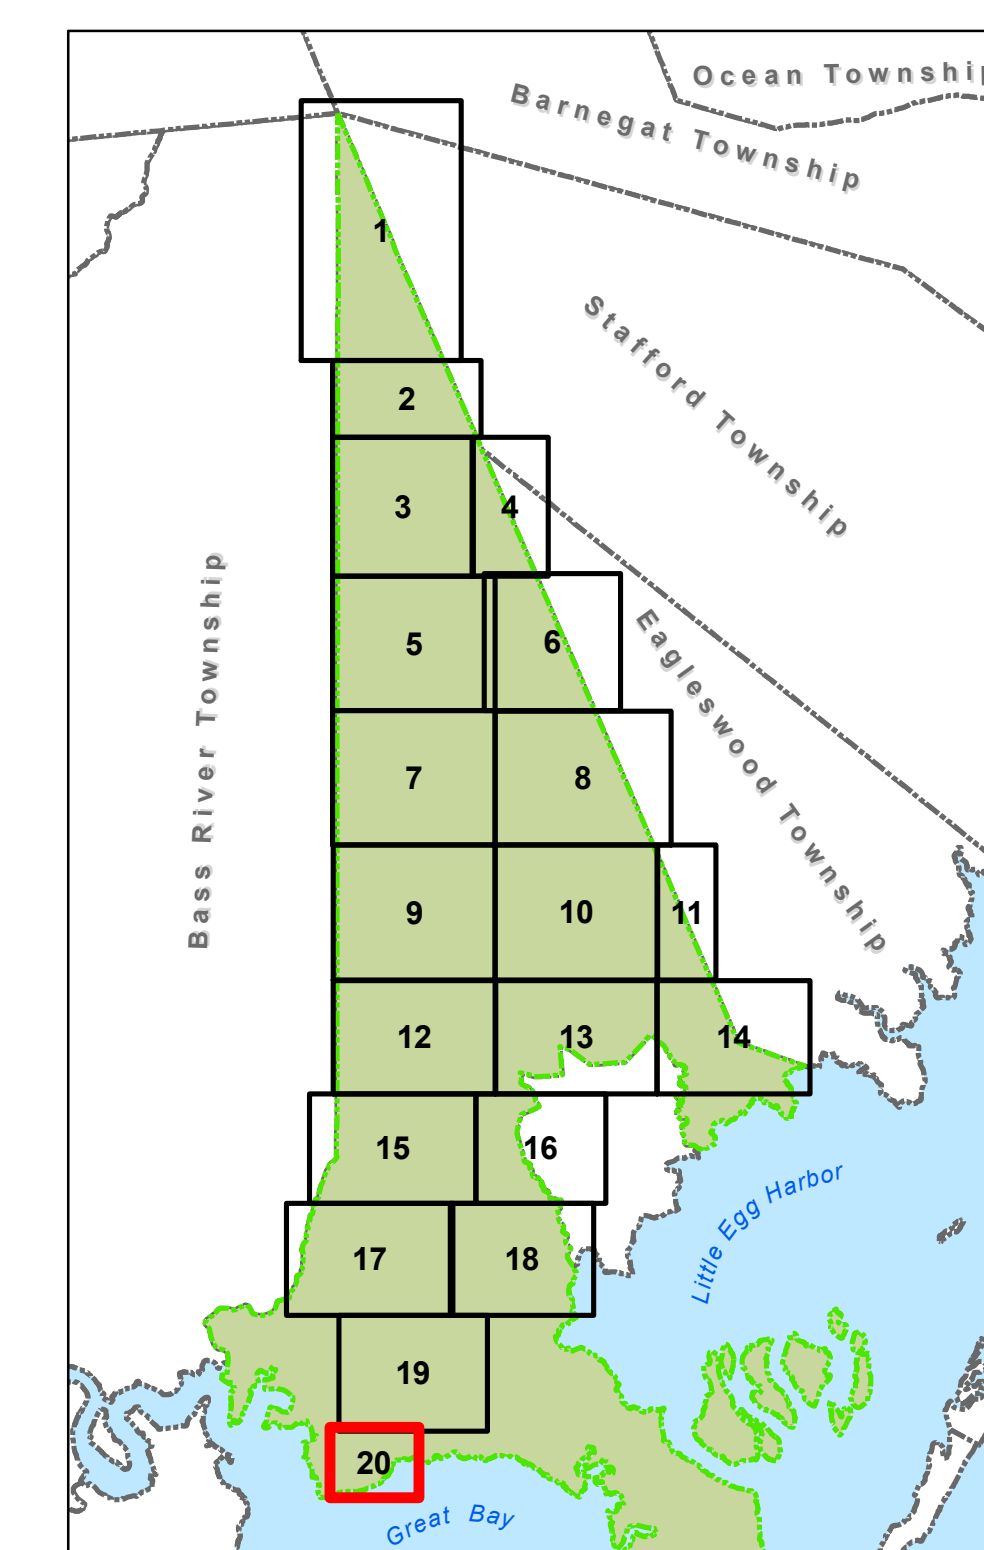 Ocean Township
Barnegat Township
1
Stafford Township
2
3
4
Bass River Township
5
6
Eagleswood Township
7
8
9
10
11
12
13
14
15
16
17
18
Little Egg Harbor
19
20
Great Bay